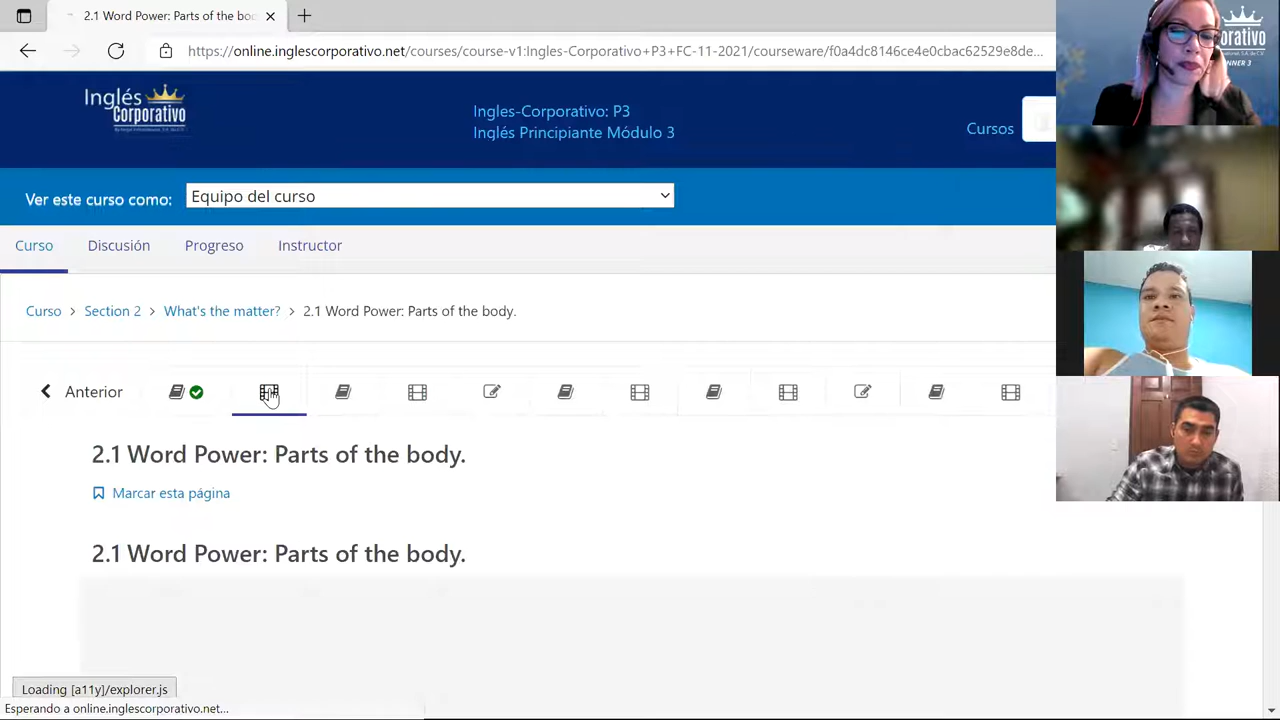 2.1 Word Power: Parts of the bo
https://online.inglescorporativo.net/courses/course-v1:Ingles-Corporativo+P3+FC-11-2021/courseware/f0a4dc8146ce4e0cbac62529e8de...
Inglés
Corporativo
Ingles-Corporativo: P3
Inglés Principiante Módulo 3
Cursos
orativo
NNER 3
Ver este curso como:
Equipo del curso
Curso
Discusión
Progreso
Instructor
Curso > Section 2 > What's the matter? > 2.1 Word Power: Parts of the body.
Anterior
2.1 Word Power: Parts of the body.
Marcar esta página
2.1 Word Power: Parts of the body.
Loading [a11y]/explorer.js
Esperando a online.inglescorporativo.net...